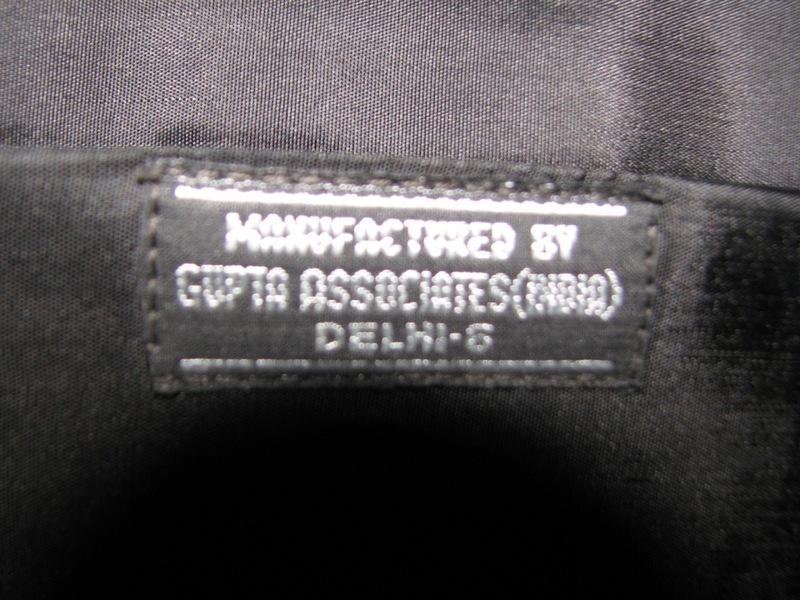 MANUFACTURED BY
GUPTA ASSOCIATES(INDIA)
DELHI-6